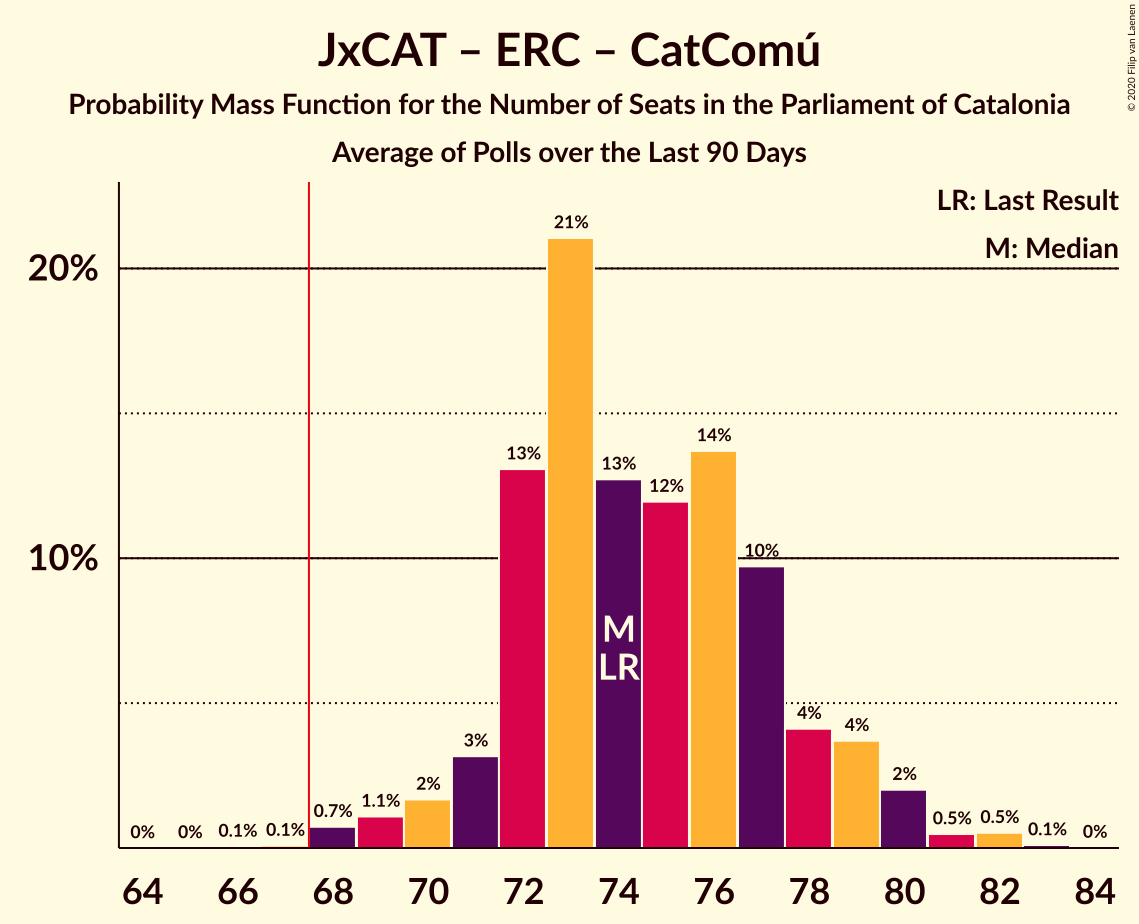 JxCAT – ERC – CatComú
Probability Mass Function for the Number of Seats in the Parliament of Catalonia
Average of Polls over the Last 90 Days
© 2020 Filip van Laenen
LR: Last Result
M: Median
20%
10%
0%
0%
0.1%
0.1%
0.7%
1.1%
2%
3%
13%
21%
13%
12%
14%
10%
4%
4%
2%
0.5%
0.5%
0.1%
0%
M
LR
64 66 68 70 72 74 76 78 80 82 84